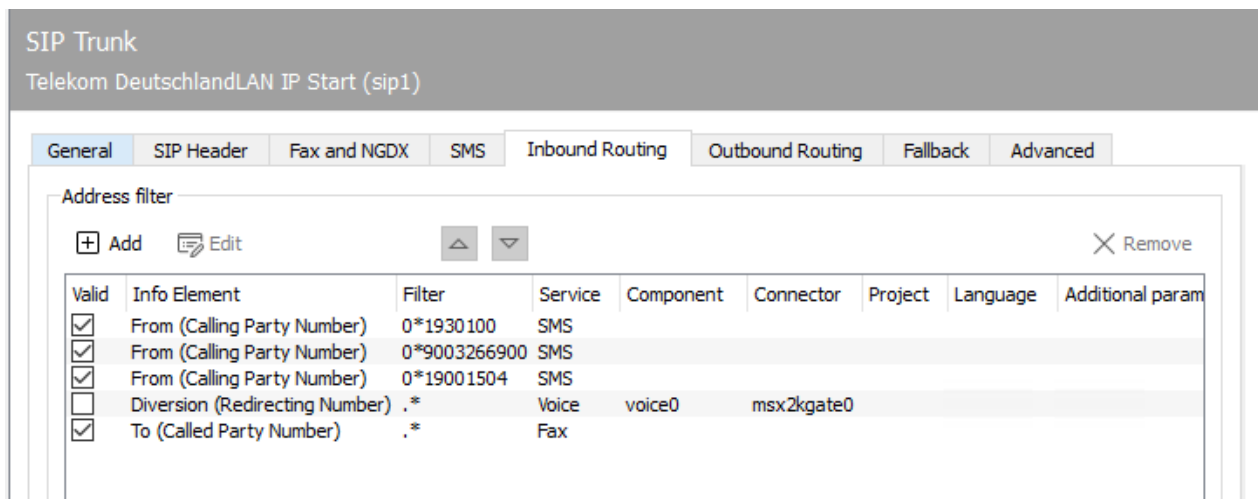 SIP Trunk
Telekom DeutschlandLAN IP Start (sip1)
General SIP Header Fax and NGDX SMS Inbound Routing Outbound Routing Fallback Advanced
Address filter
Add Edit Remove
Valid Info Element Filter Service Component Connector Project Language Additional param
From (Calling Party Number) 0*1930100 SMS
From (Calling Party Number) 0*9003266900 SMS
From (Calling Party Number) 0*19001504 SMS
Diversion (Redirecting Number) .* Voice voice0 msx2kgate0
To (Called Party Number) .* Fax